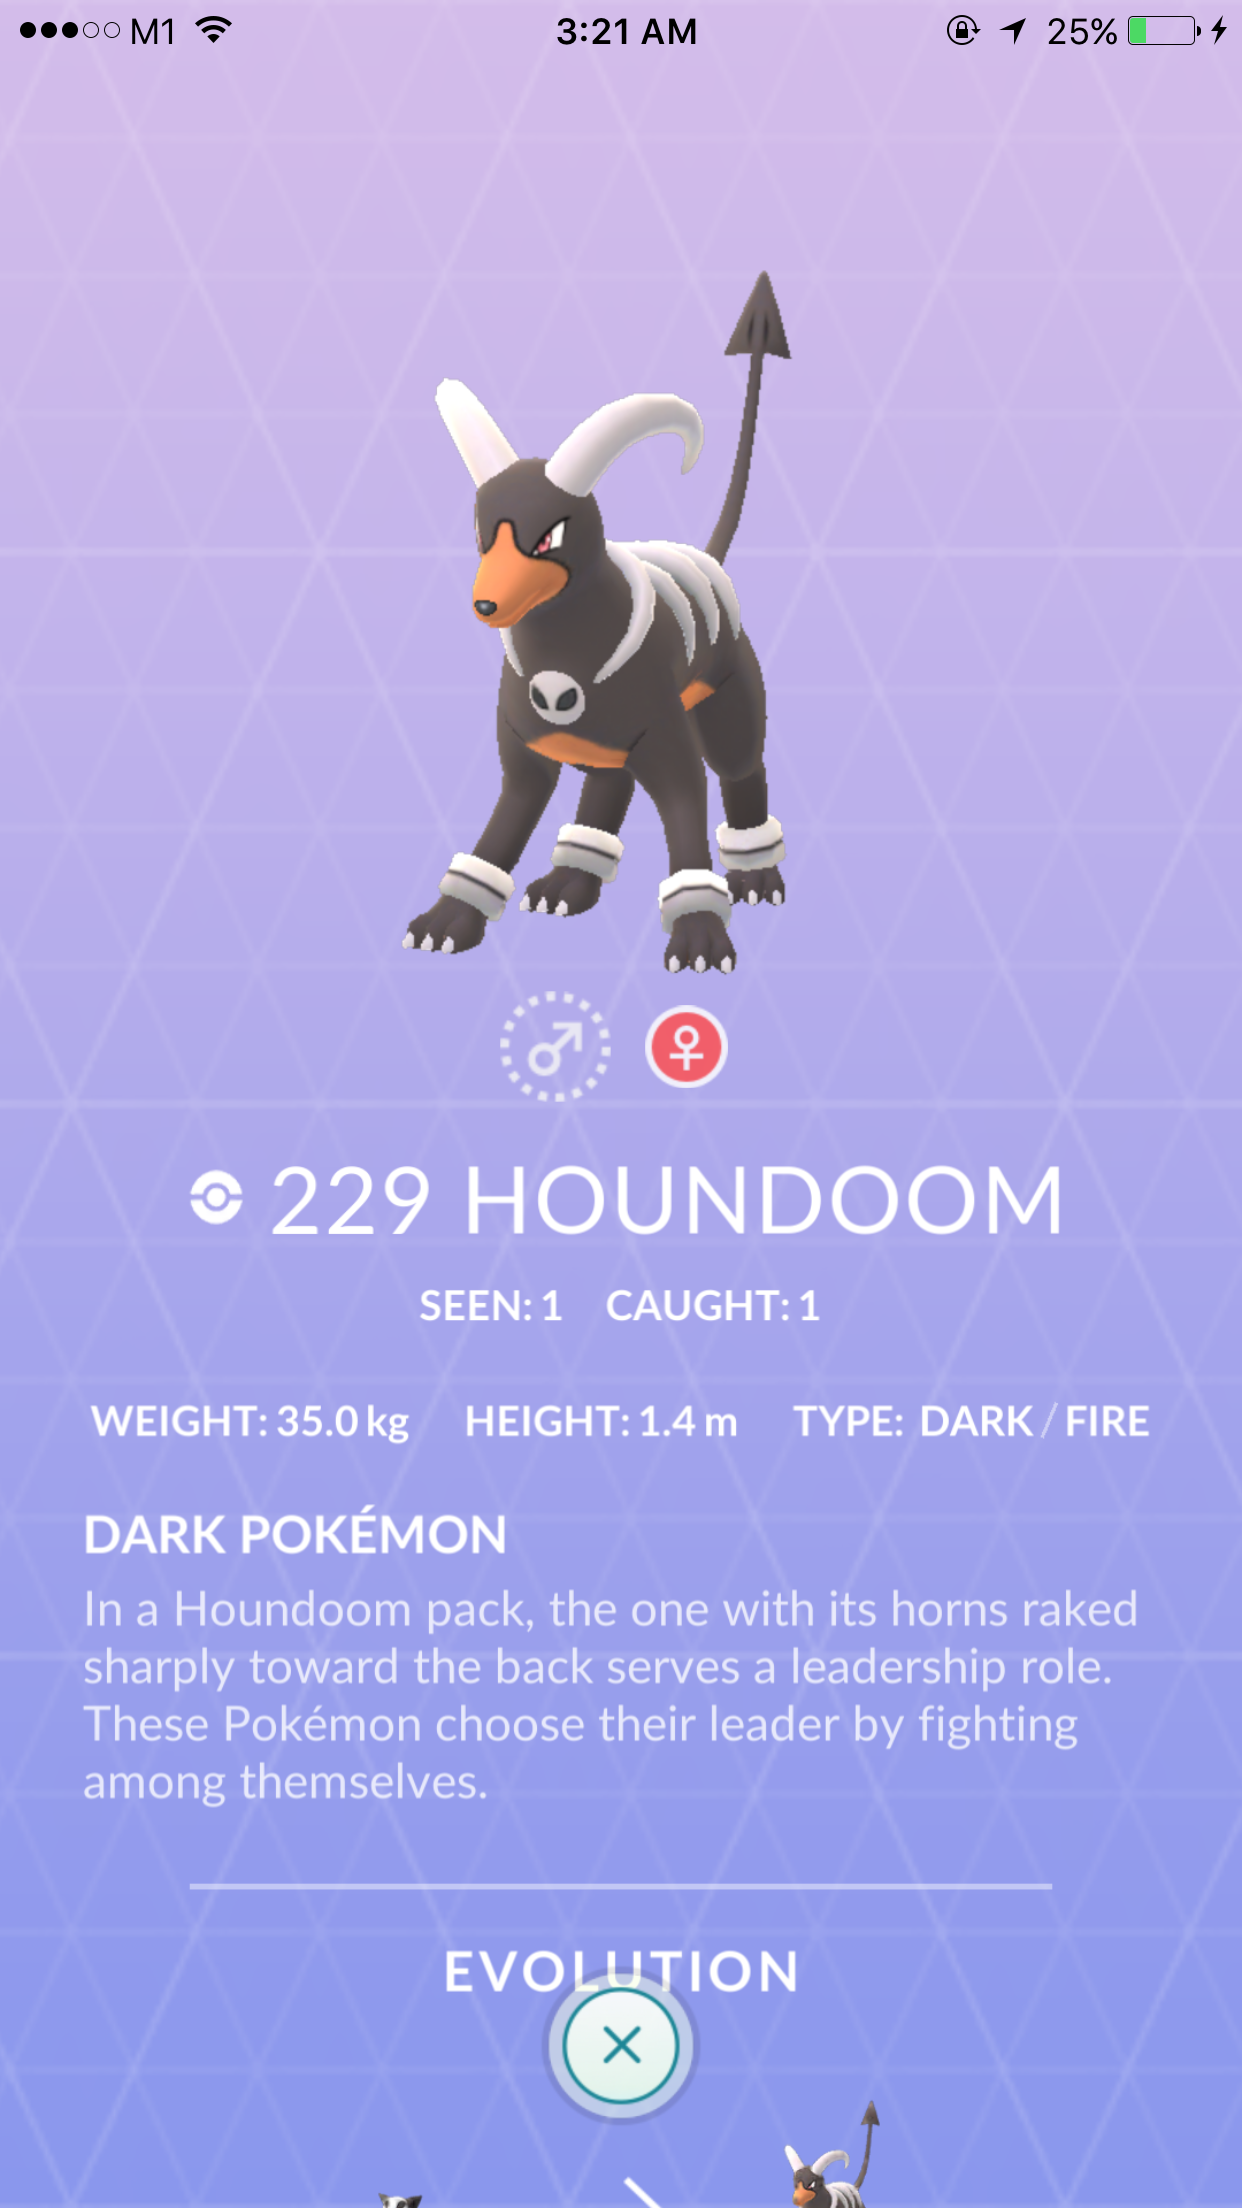 M1 3:21 AM 25%
229 HOUNDOOM
SEEN: 1 CAUGHT: 1
WEIGHT: 35.0 kg HEIGHT: 1.4 m TYPE: DARK / FIRE
DARK POKÉMON
In a Houndoom pack, the one with its horns raked
sharply toward the back serves a leadership role.
These Pokémon choose their leader by fighting
among themselves.
EVOLUTION